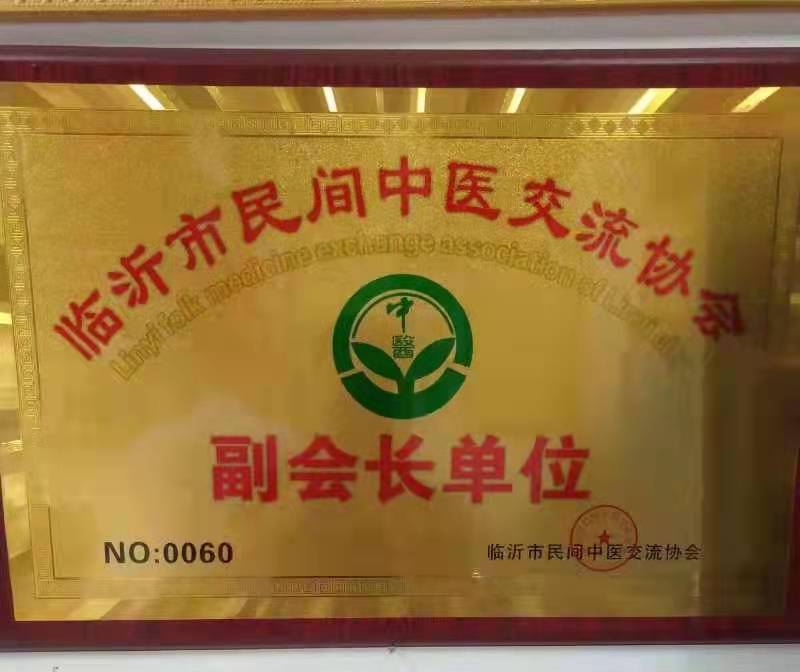 临沂市民间中医交流协会
Linyi folk medicine exchange association of Linyi
中
醫
副会长单位
NO:0060
临沂市民间中医交流协会